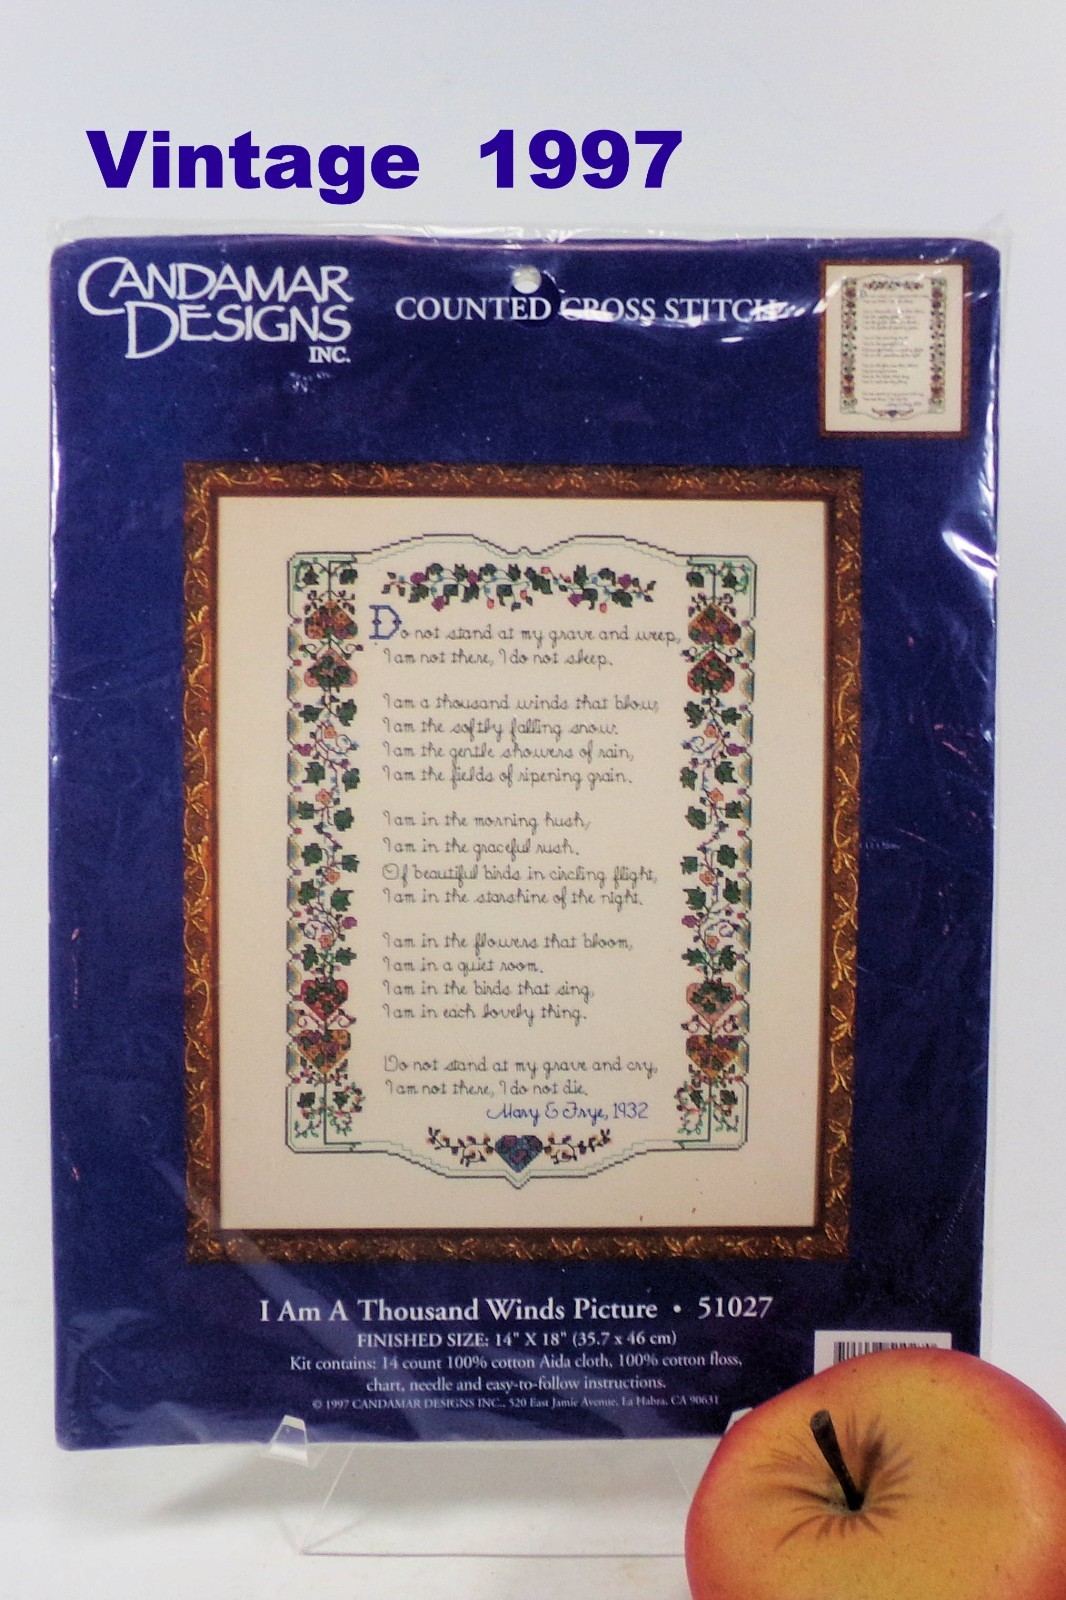 Vintage 1997
CANDAMAR
DESIGNS
INC.
COUNTED CROSS STITCH
Do not stand at my grave and weep,
I am not there, I do not sleep.
I am a thousand winds that blow,
I am the softly falling snow.
I am the gentle showers of rain,
I am the fields of ripening grain.
I am in the morning hush,
I am in the graceful rush.
Of beautiful birds in circling flight,
I am in the starshine of the night.
I am in the flowers that bloom,
I am in a quiet room.
I am in the birds that sing,
I am in each lovely thing.
Do not stand at my grave and cry,
I am not there, I do not die.
Mary E Frye, 1932
I Am A Thousand Winds Picture • 51027
FINISHED SIZE: 14" X 18" (35.7 x 46 cm)
Kit contains: 14 count 100% cotton Aida cloth, 100% cotton floss,
chart, needle and easy-to-follow instructions.
© 1997 CANDAMAR DESIGNS INC., 520 East Jamie Avenue, La Habra, CA 90631